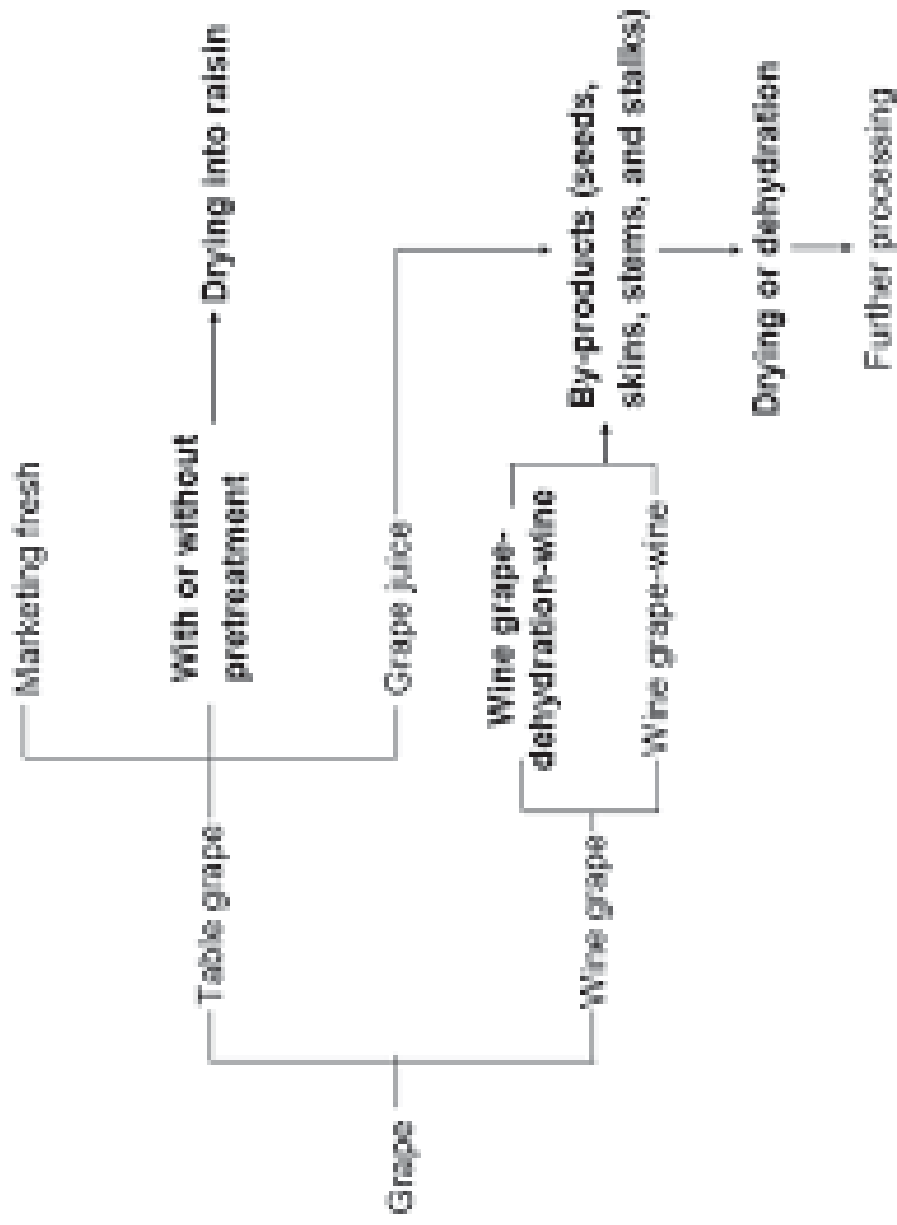 Grape
Table grape
Wine grape
Marketing fresh
With or without
pretreatment
Grape juice
Wine grape-
dehydration-wine
Wine grape-wine
Drying into raisin
By-products (seeds,
skins, stems, and stalks)
Drying or dehydration
Further processing